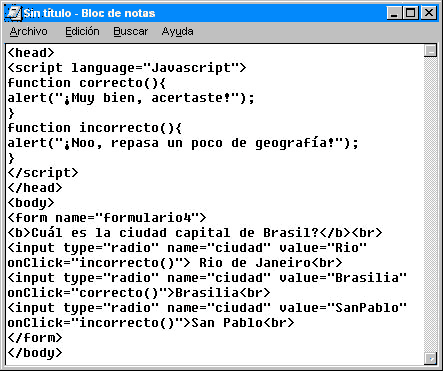 Sin título - Bloc de notas
Archivo Edición Buscar Ayuda
<head>
<script language="Javascript">
function correcto(){
alert("¡Muy bien, acertaste!");
}
function incorrecto(){
alert("¡Noo, repasa un poco de geografía!");
}
</script>
</head>
<body>
<form name="formulario4">
<b>Cuál es la ciudad capital de Brasil?</b><br>
<input type="radio" name="ciudad" value="Rio"
onClick="incorrecto()"> Rio de Janeiro<br>
<input type="radio" name="ciudad" value="Brasilia"
onClick="correcto()">Brasilia<br>
<input type="radio" name="ciudad" value="SanPablo"
onClick="incorrecto()">San Pablo<br>
</form>
</body>